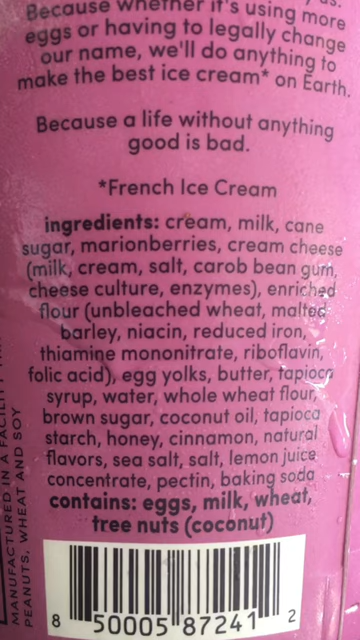 Because whether it's using more
eggs or having to legally change
our name, we'll do anything to
make the best ice cream* on Earth.
Because a life without anything
good is bad.
*French Ice Cream
ingredients: cream, milk, cane
sugar, marionberries, cream cheese
(milk, cream, salt, carob bean gum,
cheese culture, enzymes), enriched
flour (unbleached wheat, malted
barley, niacin, reduced iron,
thiamine mononitrate, riboflavin,
folic acid), egg yolks, butter, tapioca
syrup, water, whole wheat flour,
brown sugar, coconut oil, tapioca
starch, honey, cinnamon, natural
flavors, sea salt, salt, lemon juice
concentrate, pectin, baking soda
contains: eggs, milk, wheat,
tree nuts (coconut)
MANUFACTURED IN A FACILITY
PEANUTS, WHEAT AND SOY
8 50005 87241 2